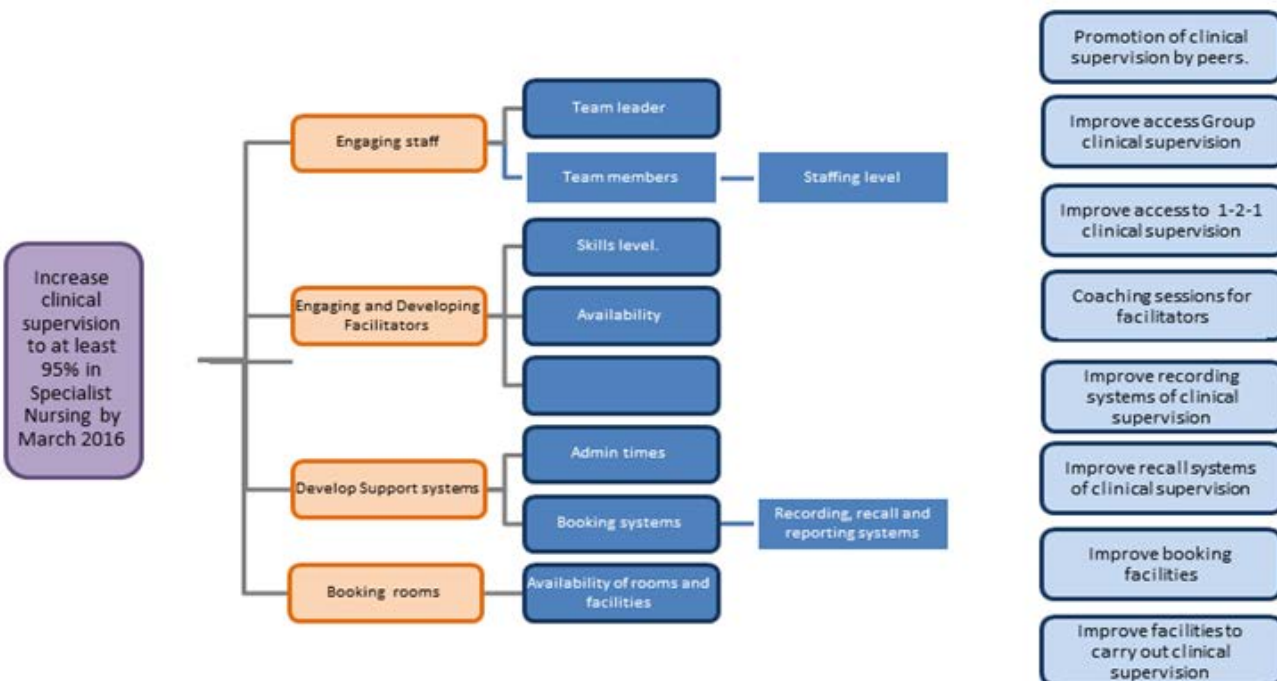 Increase
clinical
supervision
to at least
95% in
Specialist
Nursing by
March 2016
Engaging staff
Engaging and Developing
Facilitators
Develop Support systems
Booking rooms
Team leader
Team members
Skills level.
Availability
Admin times
Booking systems
Availability of rooms and
facilities
Staffing level
Recording, recall and
reporting systems
Promotion of clinical
supervision by peers.
Improve access Group
clinical supervision
Improve access to 1-2-1
clinical supervision
Coaching sessions for
facilitators
Improve recording
systems of clinical
supervision
Improve recall systems
of clinical supervision
Improve booking
facilities
Improve facilities to
carry out clinical
supervision